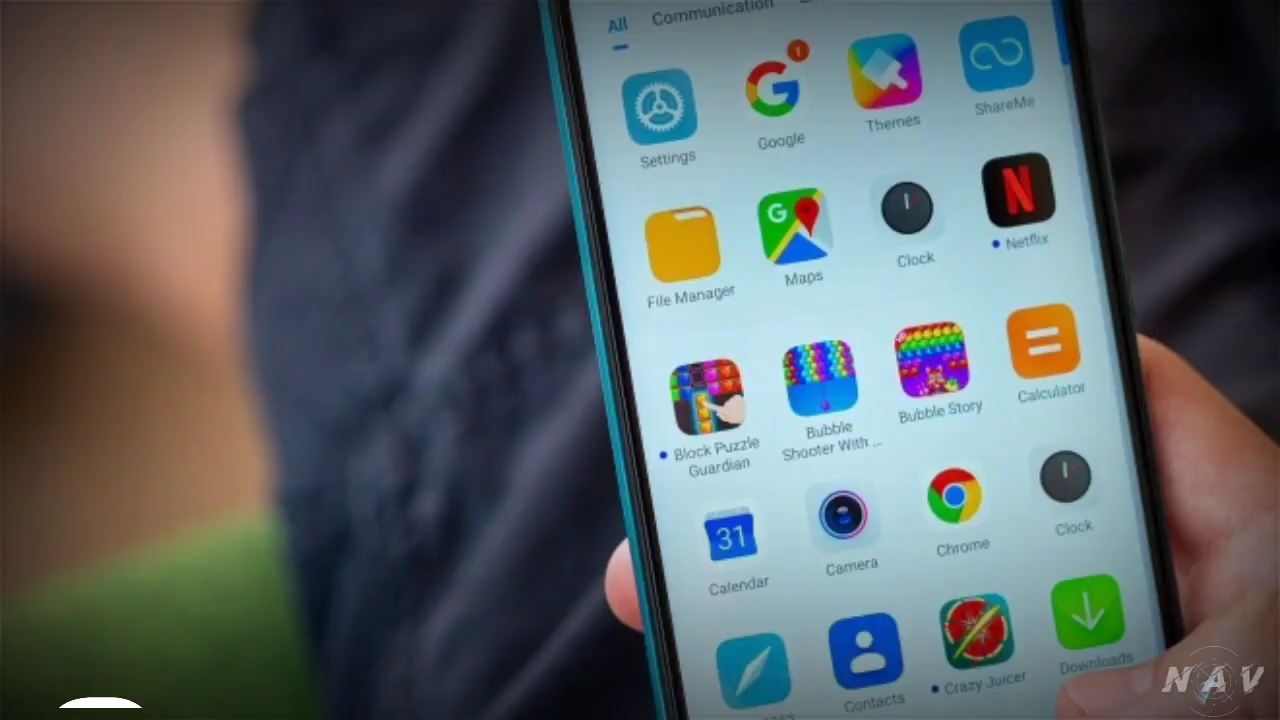 All Communication
1
Settings Google Themes ShareMe
G
N
File Manager Maps Clock Netflix
Block Puzzle Guardian
Bubble
Shooter With ...
Bubble Story
Calculator
31
Calendar Camera Chrome Clock
Contacts Crazy Juicer Downloads
NAV